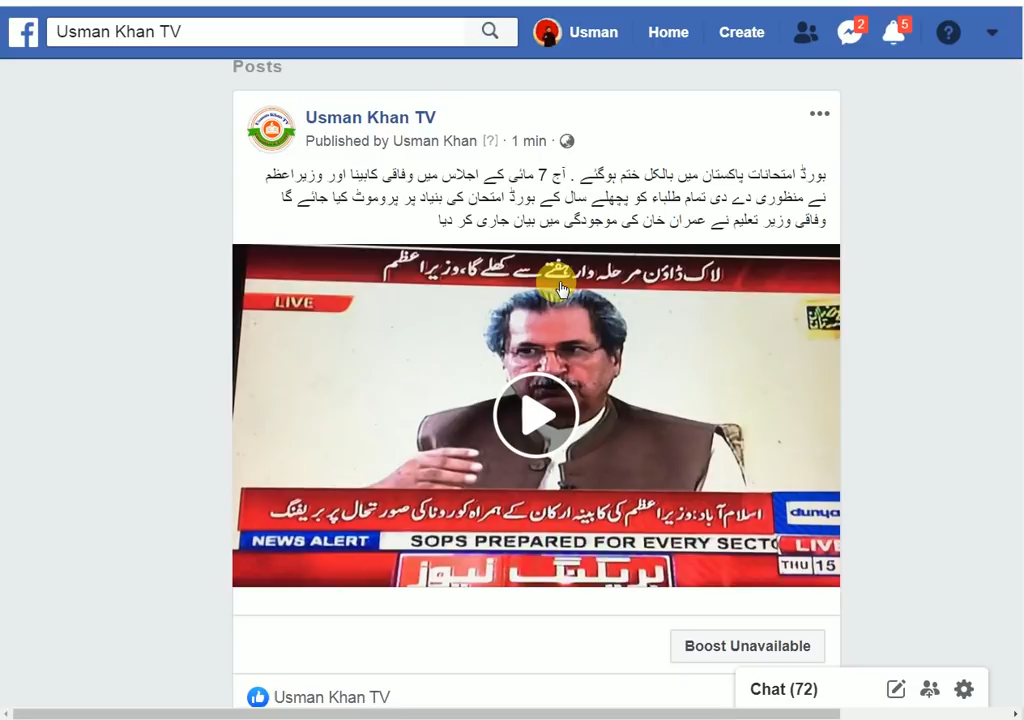 Usman Khan TV
Usman
Home
Create
2
5
Posts
Usman Khan TV
Published by Usman Khan [?] · 1 min ·
بورڈ امتحانات پاکستان میں بالکل ختم ہوگئے . آج 7 مائی کے اجلاس میں وفاقی کابینا اور وزیراعظم
نے منظوری دے دی تمام طلباء کو پچھلے سال کے بورڈ امتحان کی بنیاد پر پروموٹ کیا جائے گا
وفاقی وزیر تعلیم نے عمران خان کی موجودگی میں بیان جاری کر دیا
لاک ڈاؤن مرحلہ وار ہفتے سے کھلے گا، وزیراعظم
LIVE
اسلام آباد: وزیراعظم کی کابینہ ارکان کے ہمراہ کورونا کی صورتحال پر بریفنگ
dunya
NEWS ALERT
SOPS PREPARED FOR EVERY SECTO
LIVE
بریکنگ نیوز
THU 15
Boost Unavailable
Usman Khan TV
Chat (72)